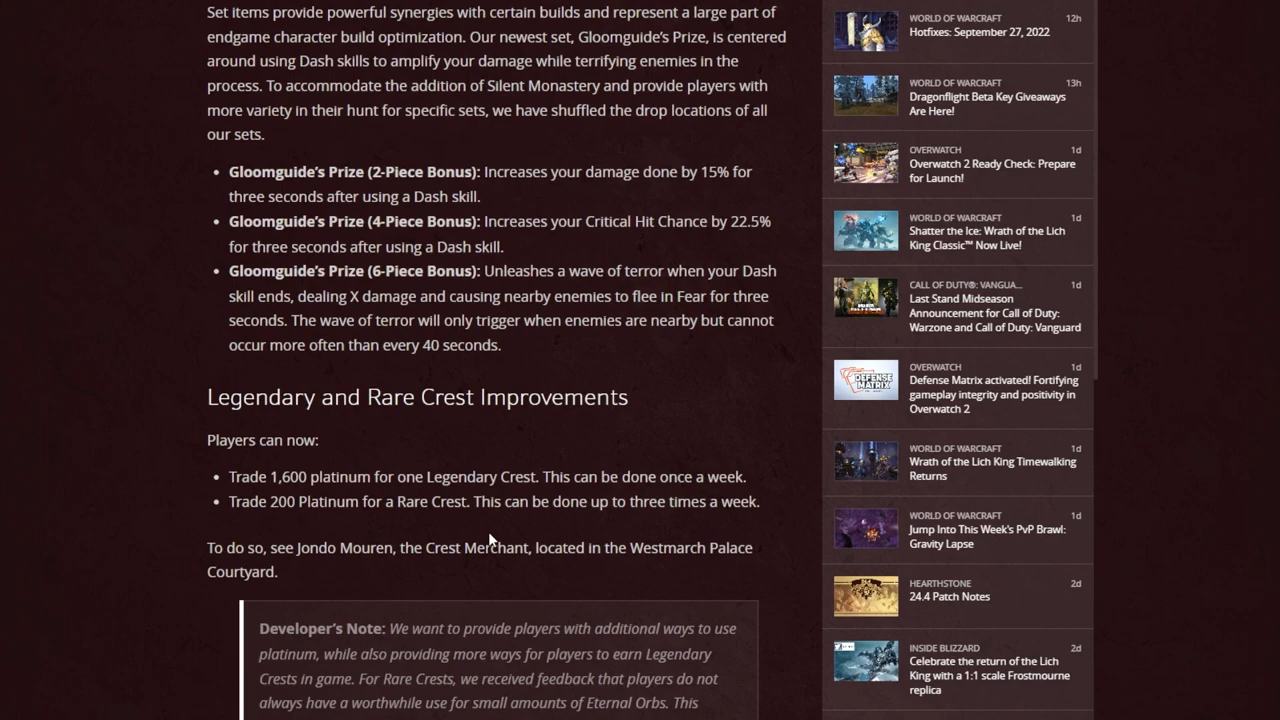 Set items provide powerful synergies with certain builds and represent a large part of
endgame character build optimization. Our newest set, Gloomguide's Prize, is centered
around using Dash skills to amplify your damage while terrifying enemies in the
process. To accommodate the addition of Silent Monastery and provide players with
more variety in their hunt for specific sets, we have shuffled the drop locations of all
our sets.
• Gloomguide's Prize (2-Piece Bonus): Increases your damage done by 15% for
three seconds after using a Dash skill.
• Gloomguide's Prize (4-Piece Bonus): Increases your Critical Hit Chance by 22.5%
for three seconds after using a Dash skill.
• Gloomguide's Prize (6-Piece Bonus): Unleashes a wave of terror when your Dash
skill ends, dealing X damage and causing nearby enemies to flee in Fear for three
seconds. The wave of terror will only trigger when enemies are nearby but cannot
occur more often than every 40 seconds.
Legendary and Rare Crest Improvements
Players can now:
• Trade 1,600 platinum for one Legendary Crest. This can be done once a week.
• Trade 200 Platinum for a Rare Crest. This can be done up to three times a week.
To do so, see Jondo Mouren, the Crest Merchant, located in the Westmarch Palace
Courtyard.
Developer's Note: We want to provide players with additional ways to use
platinum, while also providing more ways for players to earn Legendary
Crests in game. For Rare Crests, we received feedback that players do not
always have a worthwhile use for small amounts of Eternal Orbs. This
WORLD OF WARCRAFT 12h
Hotfixes: September 27, 2022
WORLD OF WARCRAFT 13h
Dragonflight Beta Key Giveaways
Are Here!
OVERWATCH 1d
Overwatch 2 Ready Check: Prepare
for Launch!
WORLD OF WARCRAFT 1d
Shatter the Ice: Wrath of the Lich
King Classic™ Now Live!
CALL OF DUTY®: VANGUA... 1d
Last Stand Midseason
Announcement for Call of Duty:
Warzone and Call of Duty: Vanguard
DEFENSE
MATRIX
OVERWATCH 1d
Defense Matrix activated! Fortifying
gameplay integrity and positivity in
Overwatch 2
WORLD OF WARCRAFT 1d
Wrath of the Lich King Timewalking
Returns
WORLD OF WARCRAFT 1d
Jump Into This Week's PvP Brawl:
Gravity Lapse
HEARTHSTONE 2d
24.4 Patch Notes
INSIDE BLIZZARD 2d
Celebrate the return of the Lich
King with a 1:1 scale Frostmourne
replica